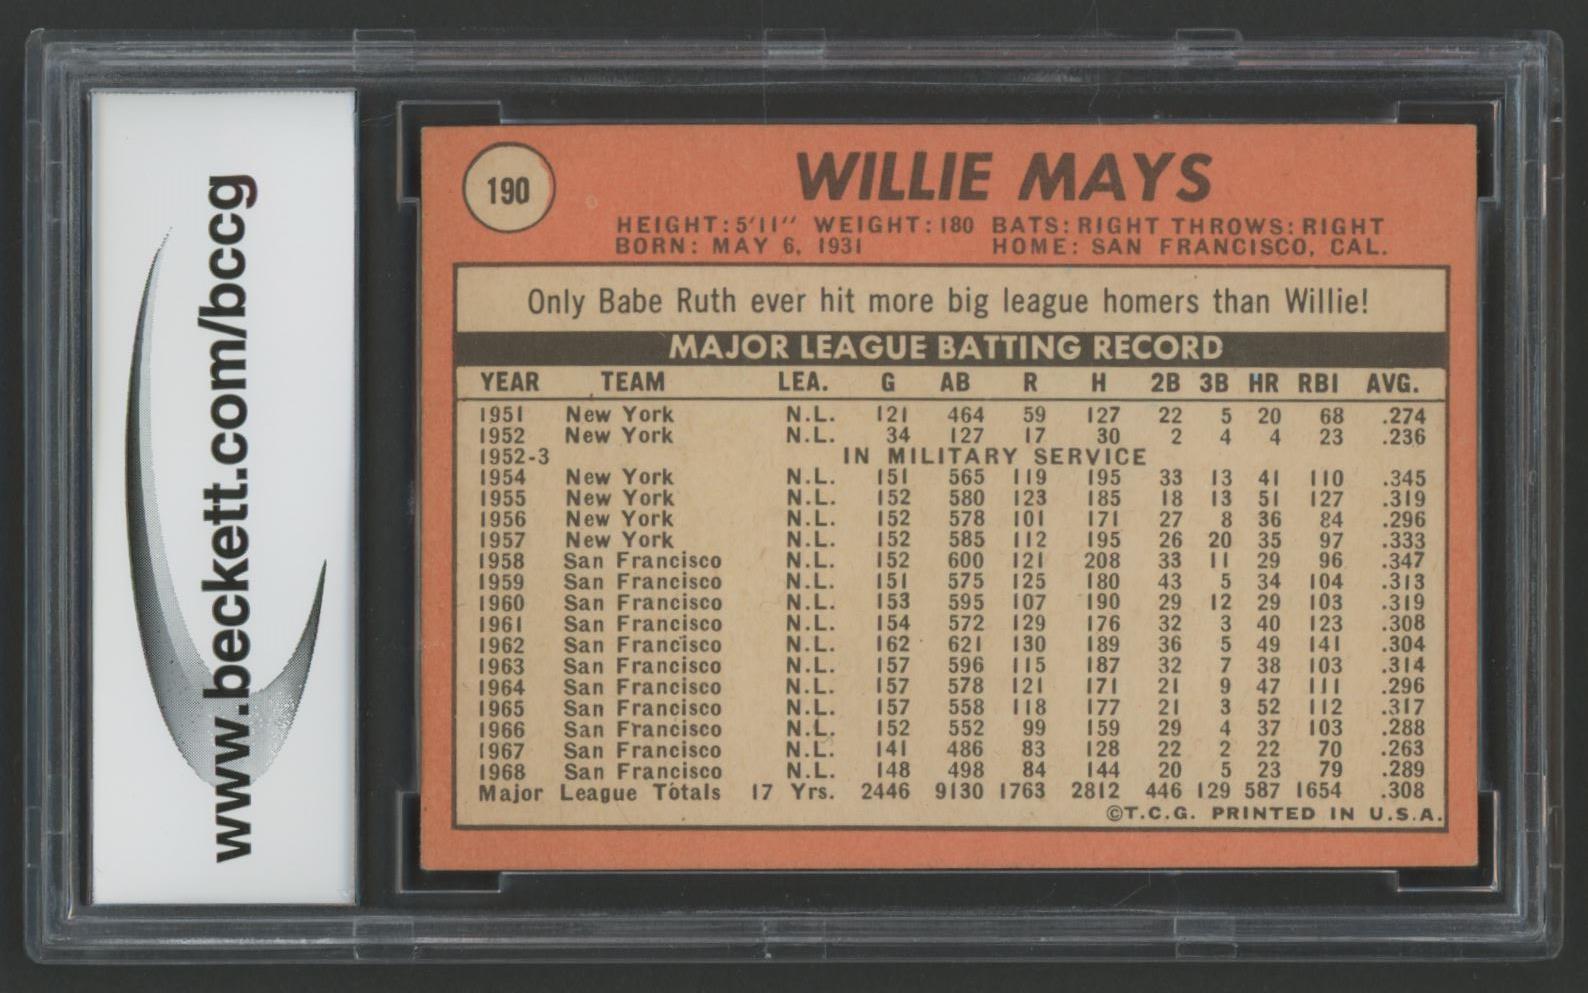 www.beckett.com/bccg
190
WILLIE MAYS
HEIGHT: 5'11" WEIGHT: 180 BATS: RIGHT THROWS: RIGHT
BORN: MAY 6, 1931 HOME: SAN FRANCISCO, CAL.
Only Babe Ruth ever hit more big league homers than Willie!
MAJOR LEAGUE BATTING RECORD
YEAR TEAM LEA. G AB R H 2B 3B HR RBI AVG.
1951 New York N.L. 121 464 59 127 22 5 20 68 .274
1952 New York N.L. 34 127 17 30 2 4 4 23 .236
1952-3 IN MILITARY SERVICE
1954 New York N.L. 151 565 119 195 33 13 41 110 .345
1955 New York N.L. 152 580 123 185 18 13 51 127 .319
1956 New York N.L. 152 578 101 171 27 8 36 84 .296
1957 New York N.L. 152 585 112 195 26 20 35 97 .333
1958 San Francisco N.L. 152 600 121 208 33 11 29 96 .347
1959 San Francisco N.L. 151 575 125 180 43 5 34 104 .313
1960 San Francisco N.L. 153 595 107 190 29 12 29 103 .319
1961 San Francisco N.L. 154 572 129 176 32 3 40 123 .308
1962 San Francisco N.L. 162 621 130 189 36 5 49 141 .304
1963 San Francisco N.L. 157 596 115 187 32 7 38 103 .314
1964 San Francisco N.L. 157 578 121 171 21 9 47 111 .296
1965 San Francisco N.L. 157 558 118 177 21 3 52 112 .317
1966 San Francisco N.L. 152 552 99 159 29 4 37 103 .288
1967 San Francisco N.L. 141 486 83 128 22 2 22 70 .263
1968 San Francisco N.L. 148 498 84 144 20 5 23 79 .289
Major League Totals 17 Yrs. 2446 9130 1763 2812 446 129 587 1654 .308
©T.C.G. PRINTED IN U.S.A.